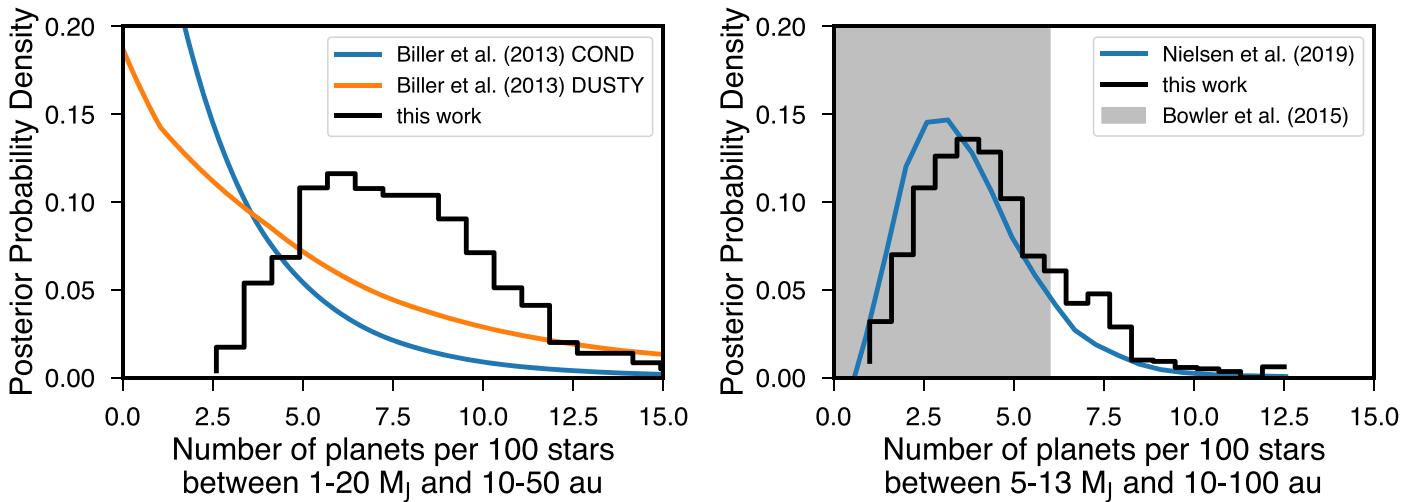 Posterior Probability Density
0.20
0.15
0.10
0.05
0.00
Biller et al. (2013) COND
Biller et al. (2013) DUSTY
this work
0.0 2.5 5.0 7.5 10.0 12.5 15.0
Number of planets per 100 stars
between 1-20 MJ and 10-50 au
Posterior Probability Density
0.20
0.15
0.10
0.05
0.00
Nielsen et al. (2019)
this work
Bowler et al. (2015)
0.0 2.5 5.0 7.5 10.0 12.5 15.0
Number of planets per 100 stars
between 5-13 MJ and 10-100 au